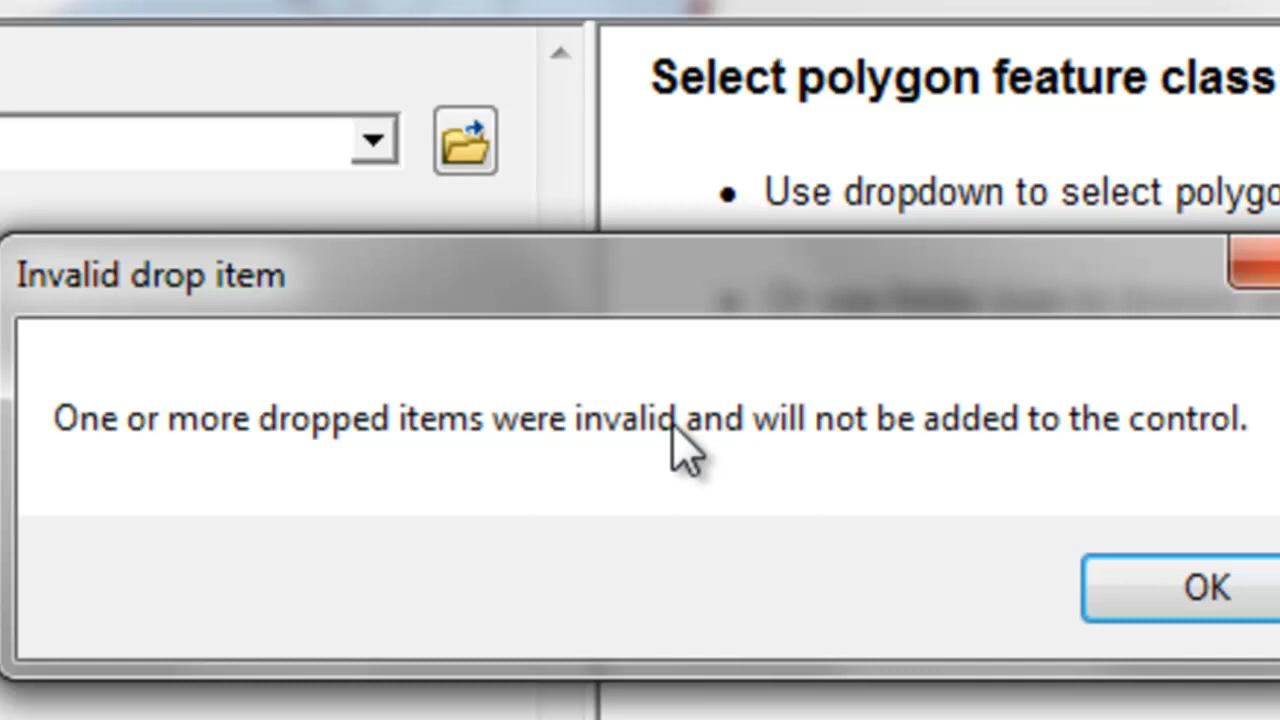 Select polygon feature class
• Use dropdown to select
Invalid drop item
One or more dropped items were invalid and will not be added to the control.
OK